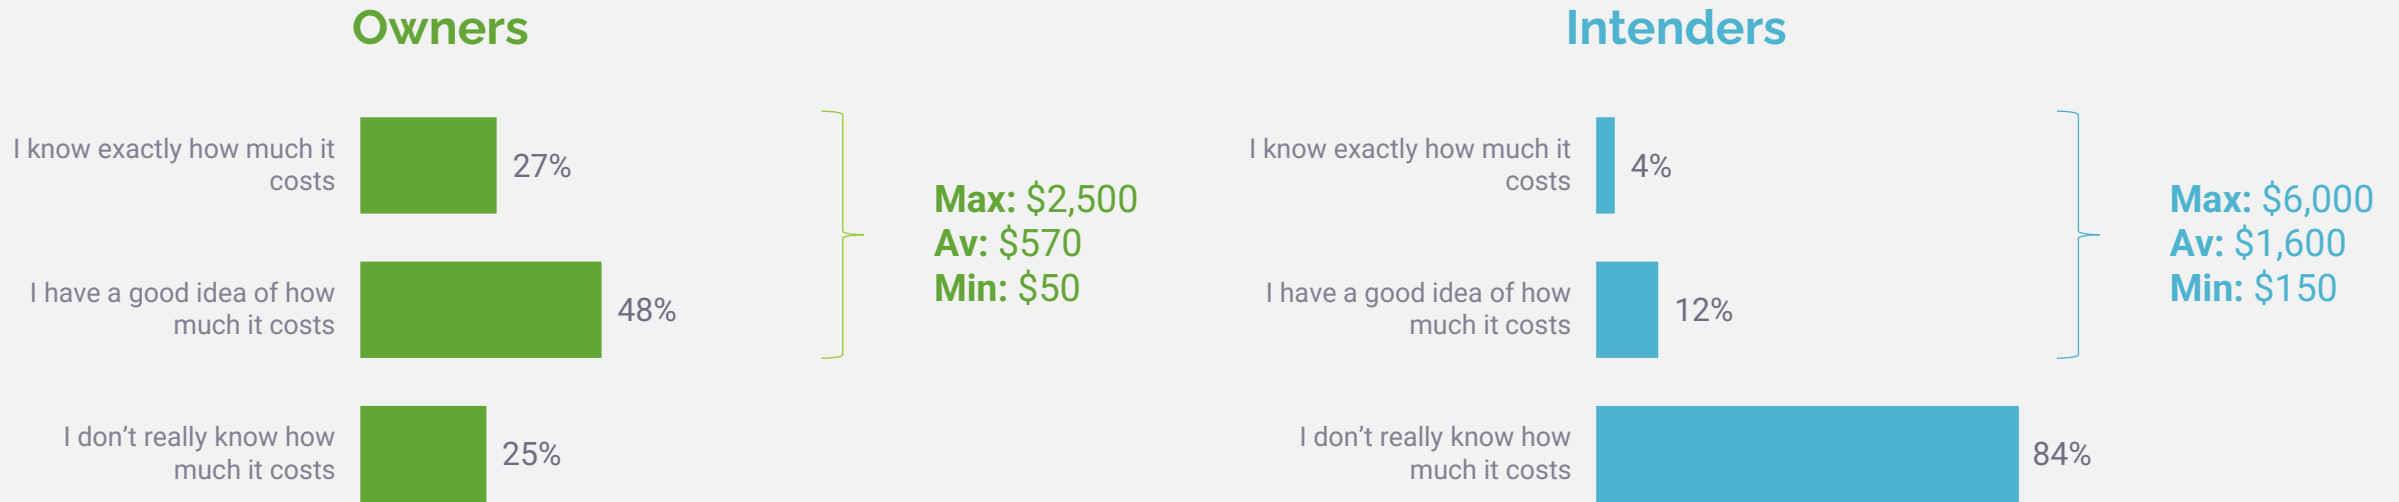 Owners
I know exactly how much it
costs
27%
I have a good idea of how
much it costs
48%
I don’t really know how
much it costs
25%
Max: $2,500
Av: $570
Min: $50
Intenders
I know exactly how much it
costs
4%
I have a good idea of how
much it costs
12%
I don’t really know how
much it costs
84%
Max: $6,000
Av: $1,600
Min: $150